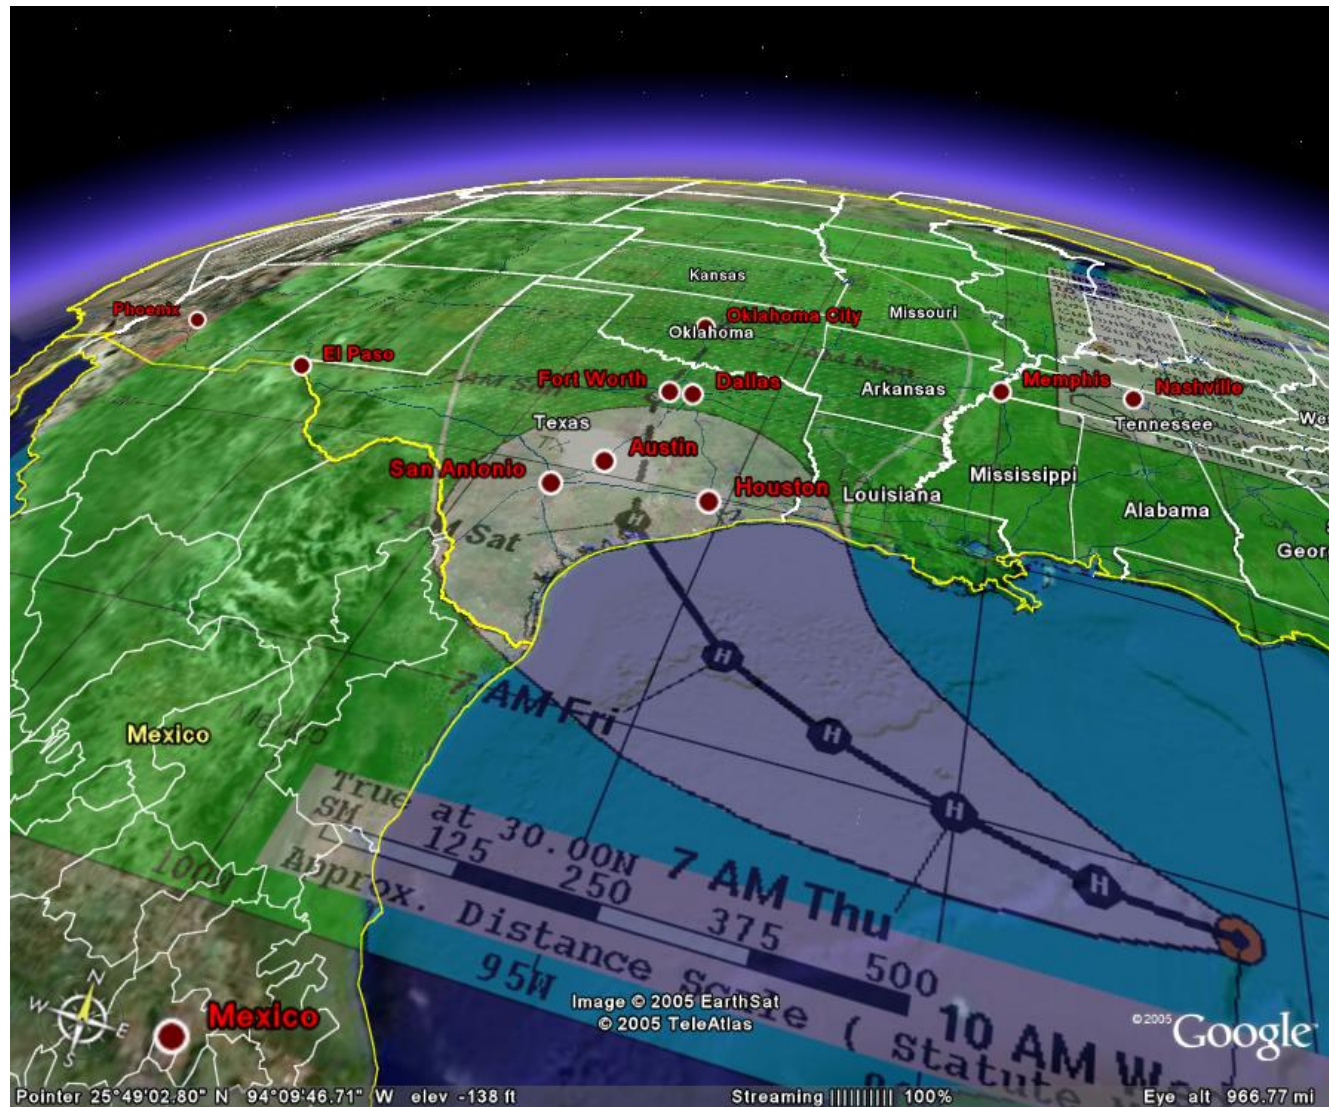 Kansas
Phoenix
Oklahoma City
Oklahoma
Missouri
El Paso
Fort Worth
Dallas
Arkansas
Memphis
Nashville
Tennessee
Texas
Austin
San Antonio
Houston
Louisiana
Mississippi
Alabama
7 AM Sat
7 AM Fri
Mexico
True at 30.00N
SM 125 250 375 500
Approx. Distance Scale ( statute
7 AM Thu
100W
95W
10 AM W
Mexico
N
W E
S
Image © 2005 EarthSat
© 2005 TeleAtlas
©2005 Google
Pointer 25°49'02.80" N 94°09'46.71" W elev -138 ft Streaming |||||||||| 100% Eye alt 966.77 mi